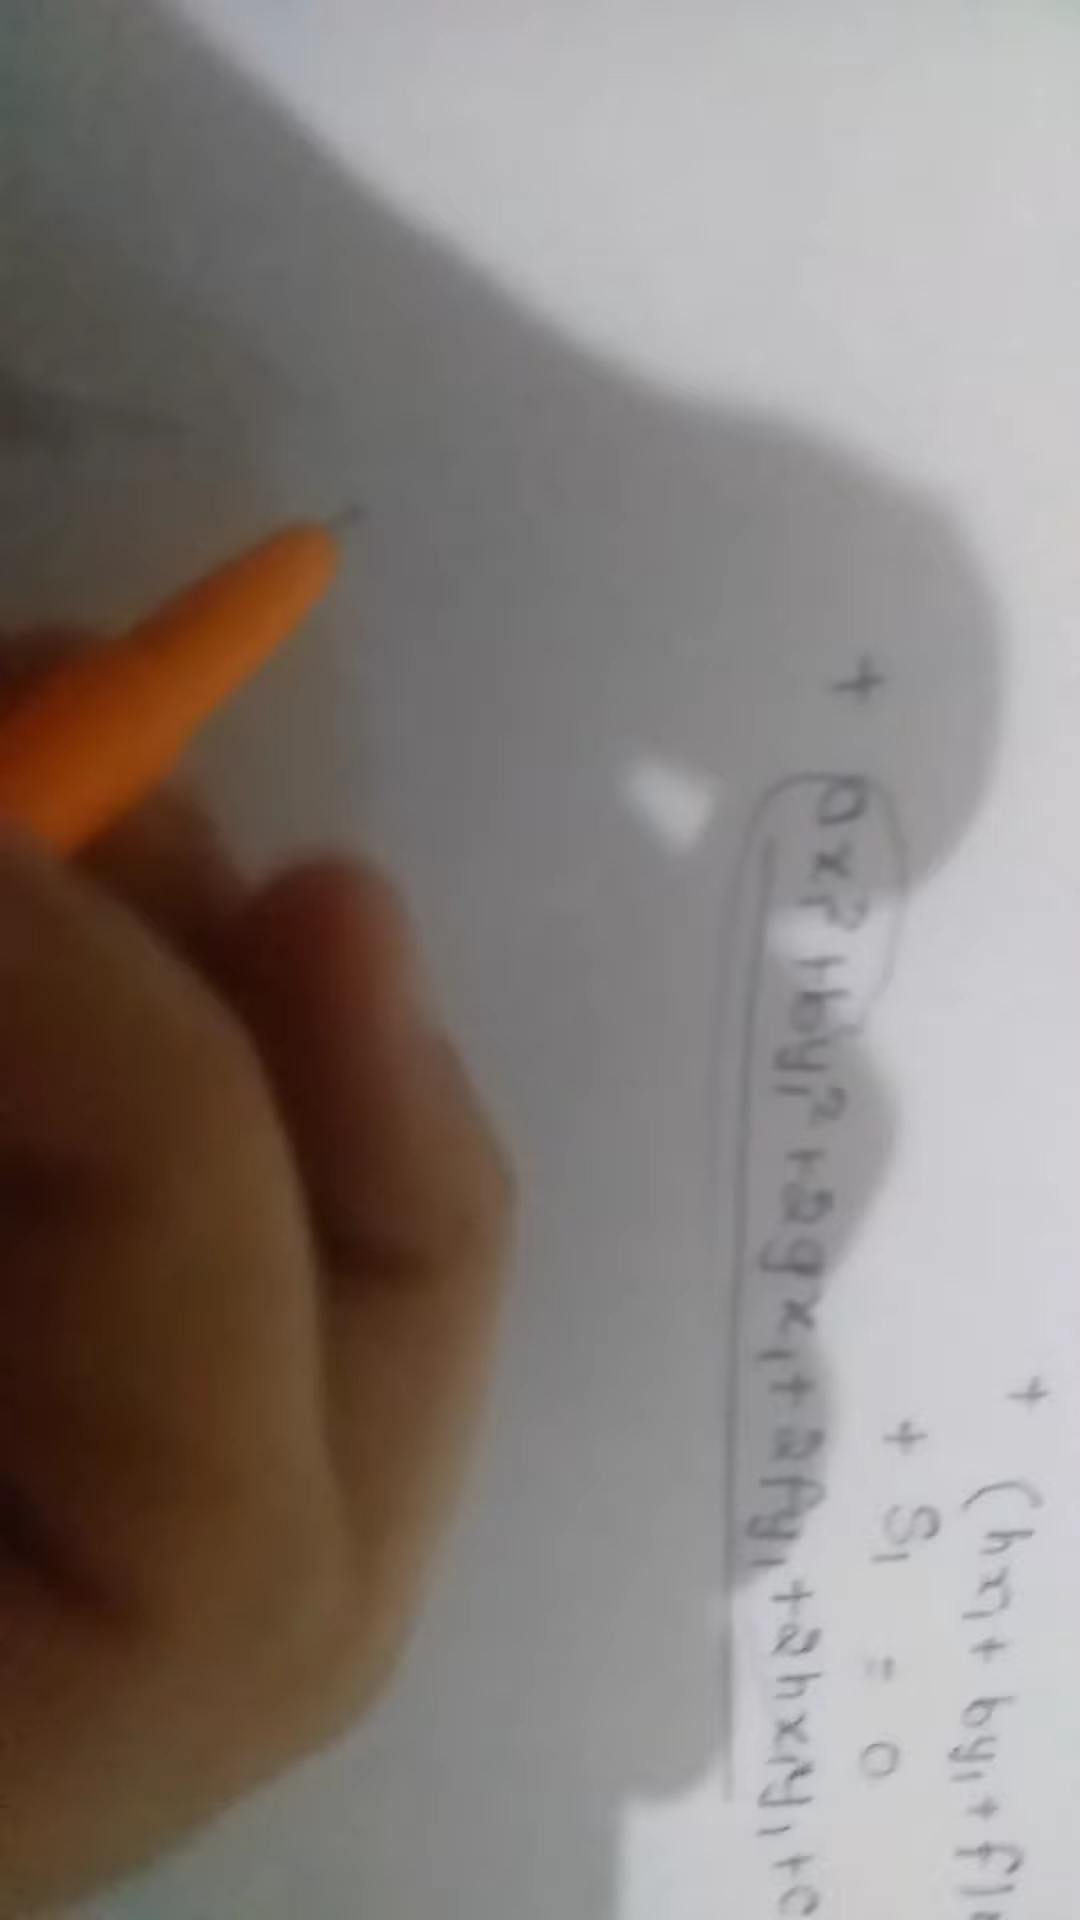 + (hx₁ + by₁ + f)
+ S₁ = 0
+ ax₁² + by₁² + 2gx₁ + 2fy₁ + 2hx₁y₁ + c